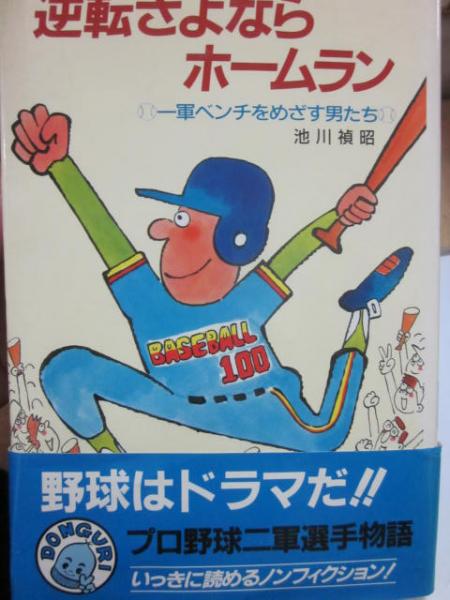 逆転さよなら
ホームラン
一軍ベンチをめざす男たち
池川禎昭
BASEBALL
100
野球はドラマだ!!
DONGURI
プロ野球二軍選手物語
いっきに読めるノンフィクション!